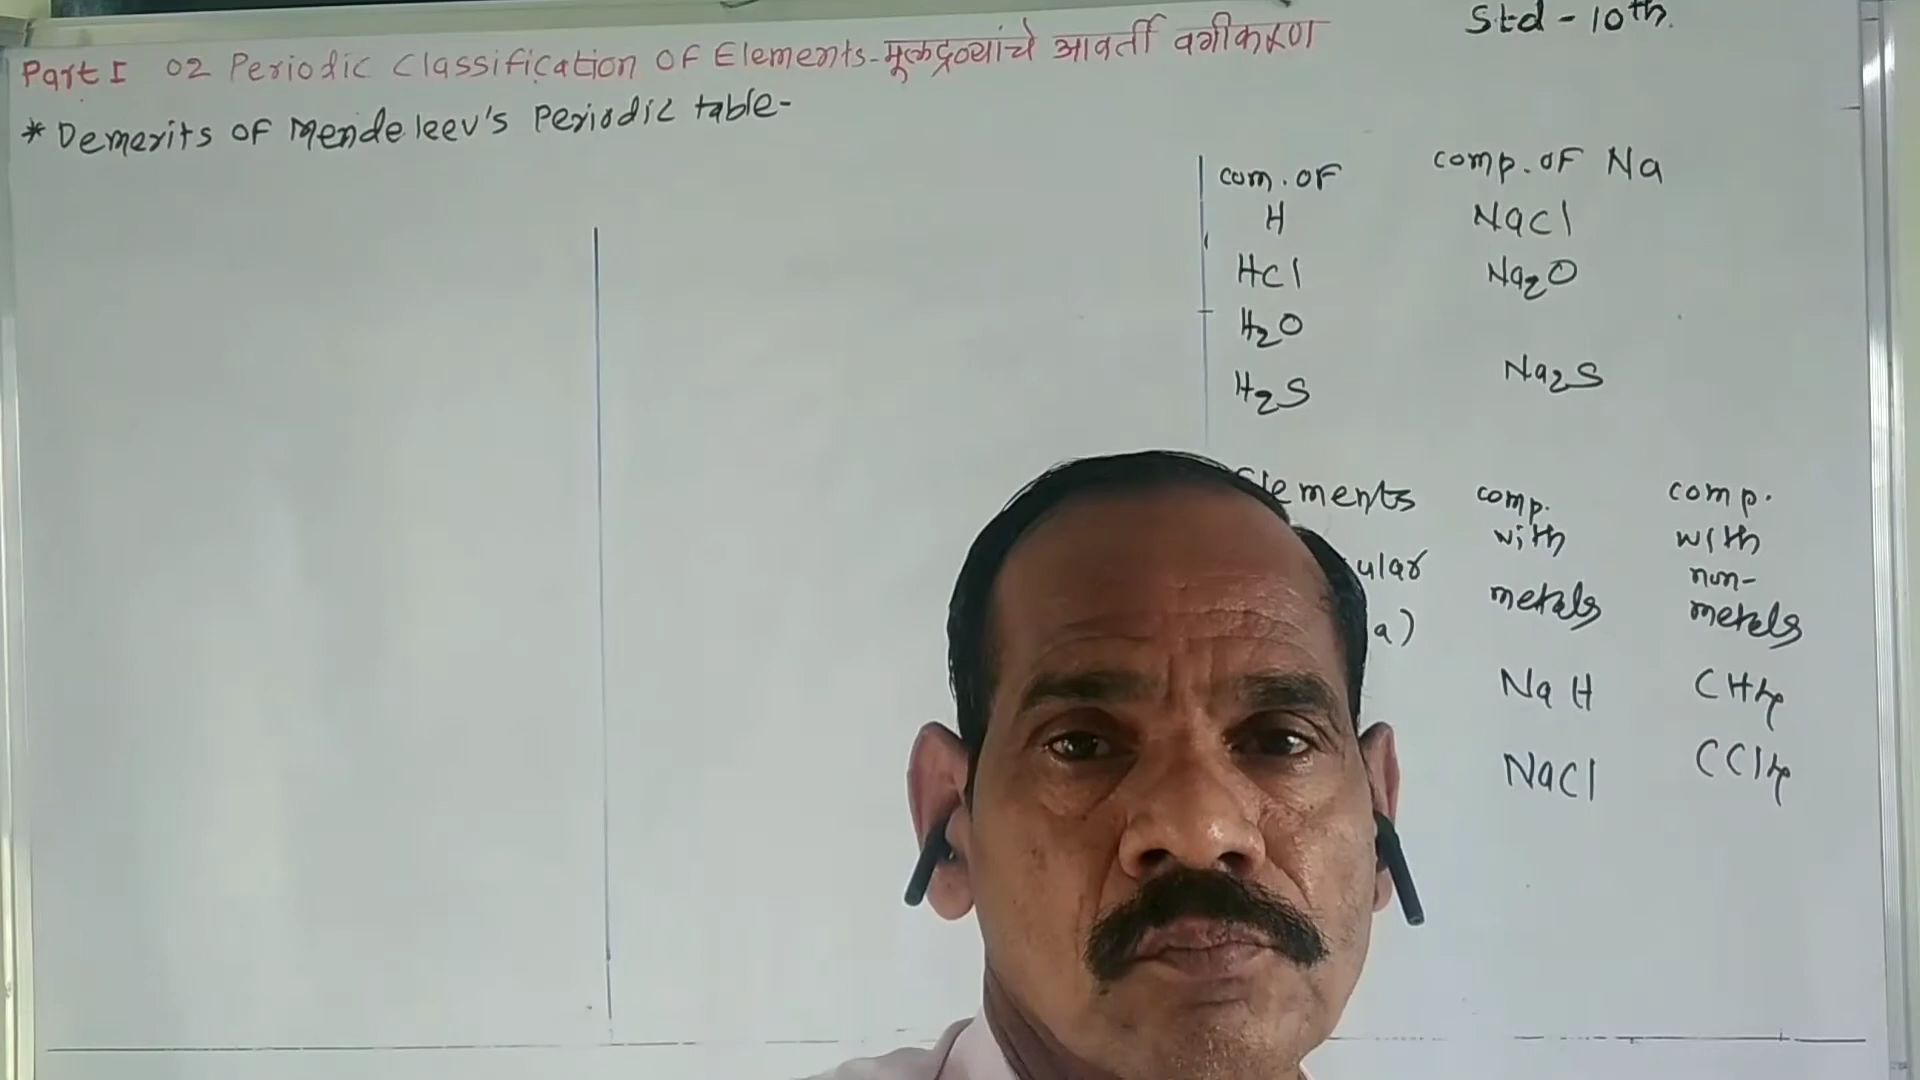 Part I 02 Periodic Classification of Elements-मूलद्रव्यांचे आवर्ती वर्गीकरण
Std - 10th.
* Demerits of Mendeleev's Periodic table-
com. of H
comp. of Na
HCl
NaCl
H₂O
Na₂O
H₂S
Na₂S
Elements
comp. with metals
comp. with non-metals
NaH
CH₄
NaCl
CCl₄